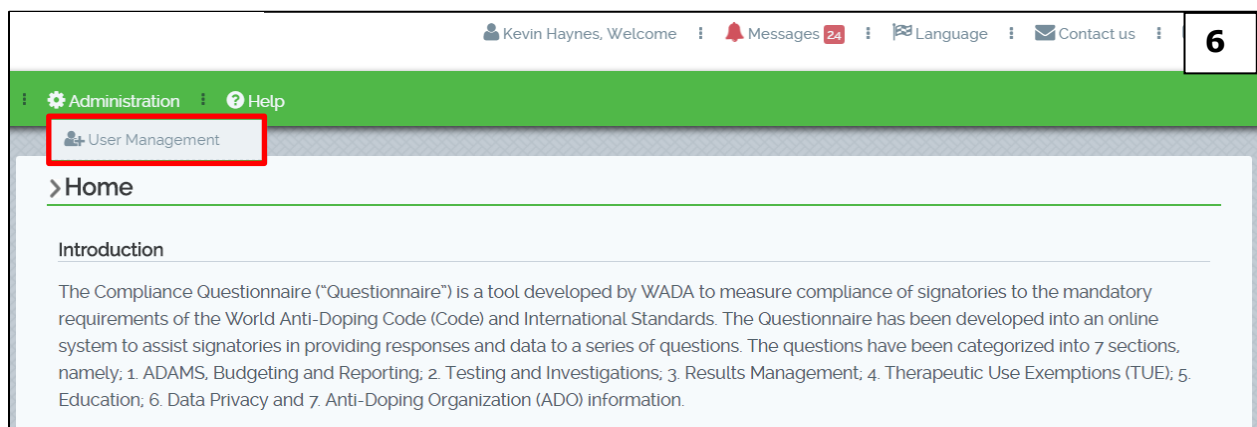 Kevin Haynes, Welcome Messages 24 Language Contact us
6
Administration Help
User Management
Home
Introduction
The Compliance Questionnaire (“Questionnaire”) is a tool developed by WADA to measure compliance of signatories to the mandatory
requirements of the World Anti-Doping Code (Code) and International Standards. The Questionnaire has been developed into an online
system to assist signatories in providing responses and data to a series of questions. The questions have been categorized into 7 sections,
namely; 1. ADAMS, Budgeting and Reporting; 2. Testing and Investigations; 3. Results Management; 4. Therapeutic Use Exemptions (TUE); 5.
Education; 6. Data Privacy and 7. Anti-Doping Organization (ADO) information.